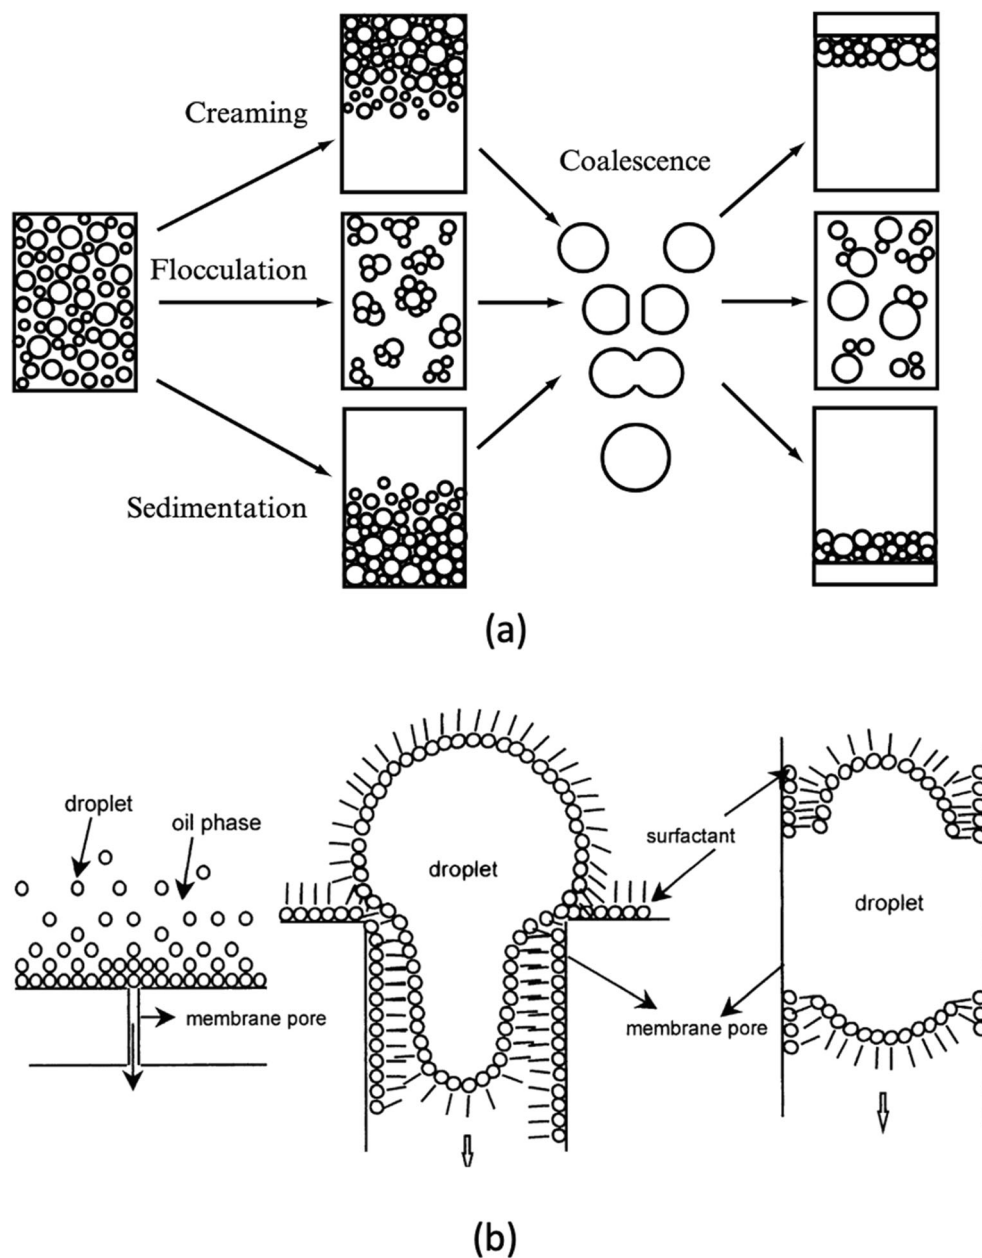 Creaming
Coalescence
Flocculation
Sedimentation
(a)
droplet
oil phase
membrane pore
droplet
surfactant
membrane pore
droplet
(b)